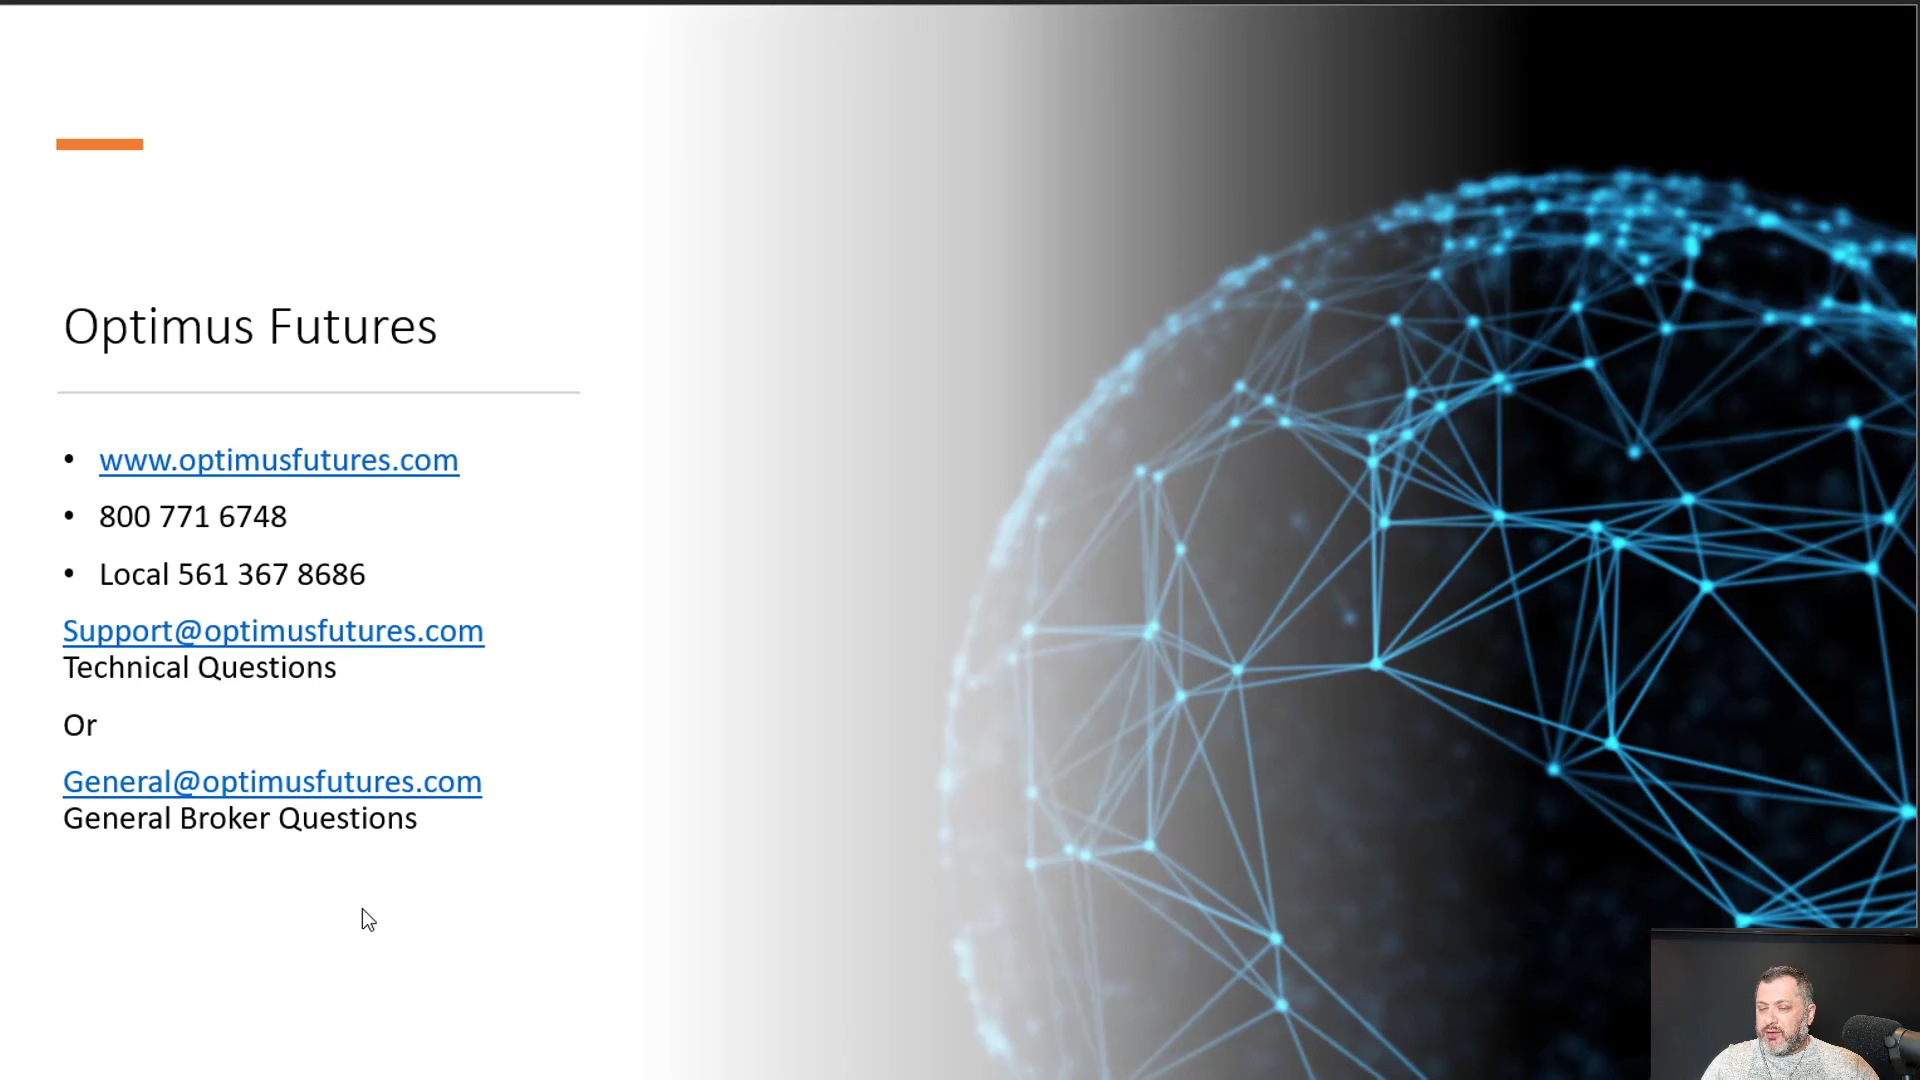 Optimus Futures
• www.optimusfutures.com
• 800 771 6748
• Local 561 367 8686
Support@optimusfutures.com
Technical Questions
Or
General@optimusfutures.com
General Broker Questions